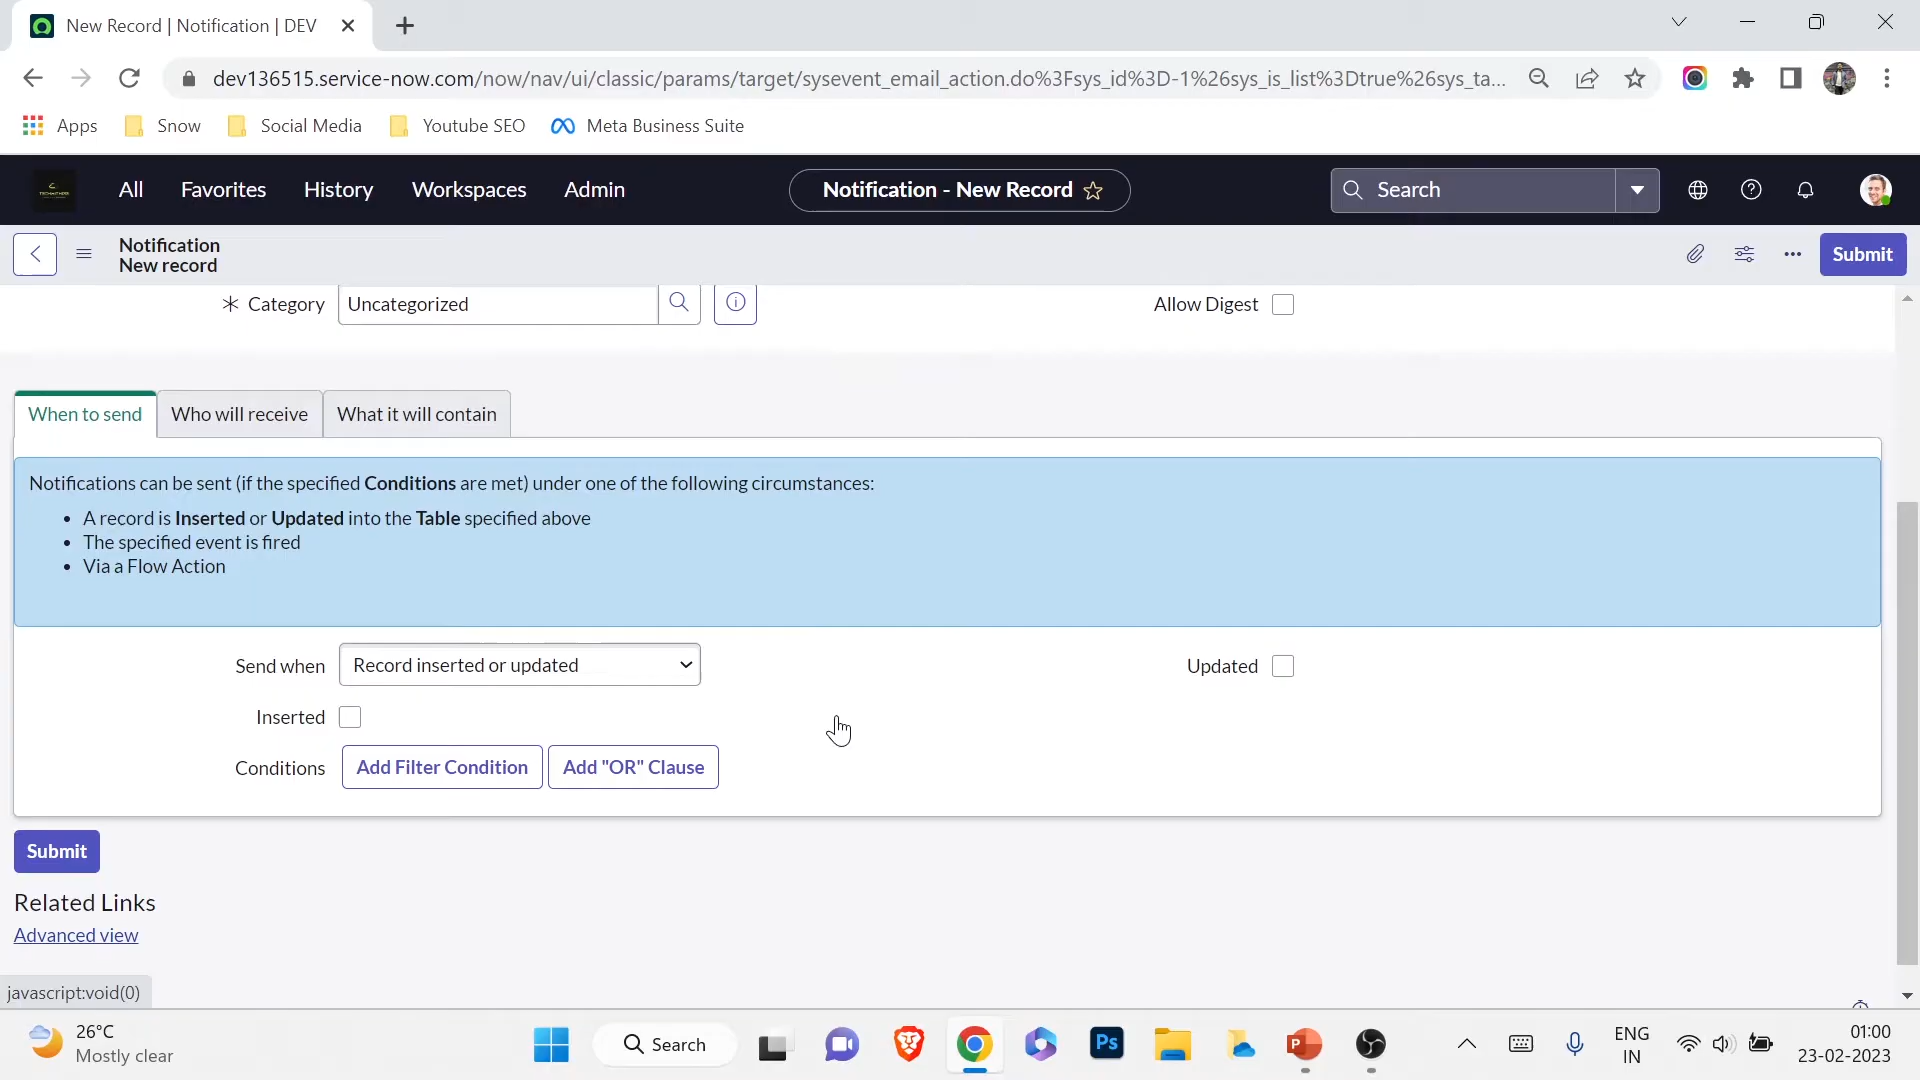 New Record | Notification | DEV
dev136515.service-now.com/now/nav/ui/classic/params/target/sysevent_email_action.do%3Fsys_id%3D-1%26sys_is_list%3Dtrue%26sys_ta...
Apps Snow Social Media Youtube SEO Meta Business Suite
All Favorites History Workspaces Admin Notification - New Record Search
Notification
New record
Submit
Category Uncategorized Allow Digest
When to send Who will receive What it will contain
Notifications can be sent (if the specified Conditions are met) under one of the following circumstances:
• A record is Inserted or Updated into the Table specified above
• The specified event is fired
• Via a Flow Action
Send when Record inserted or updated Updated
Inserted
Conditions Add Filter Condition Add "OR" Clause
Submit
Related Links
Advanced view
javascript:void(0)
26°C
Mostly clear
Search
Ps
P
ENG
IN
01:00
23-02-2023